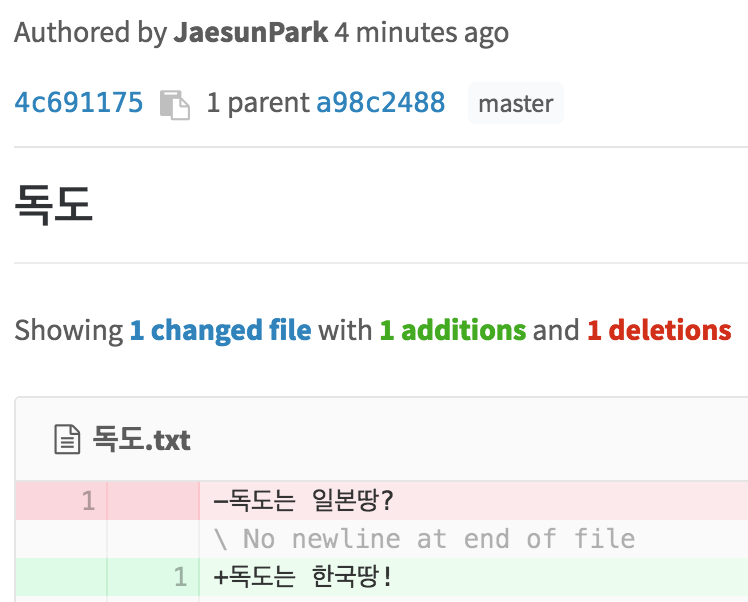 Authored by JaesunPark 4 minutes ago
4c691175 1 parent a98c2488 master
독도
Showing 1 changed file with 1 additions and 1 deletions
독도.txt
1 −독도는 일본땅?
\ No newline at end of file
1 +독도는 한국땅!